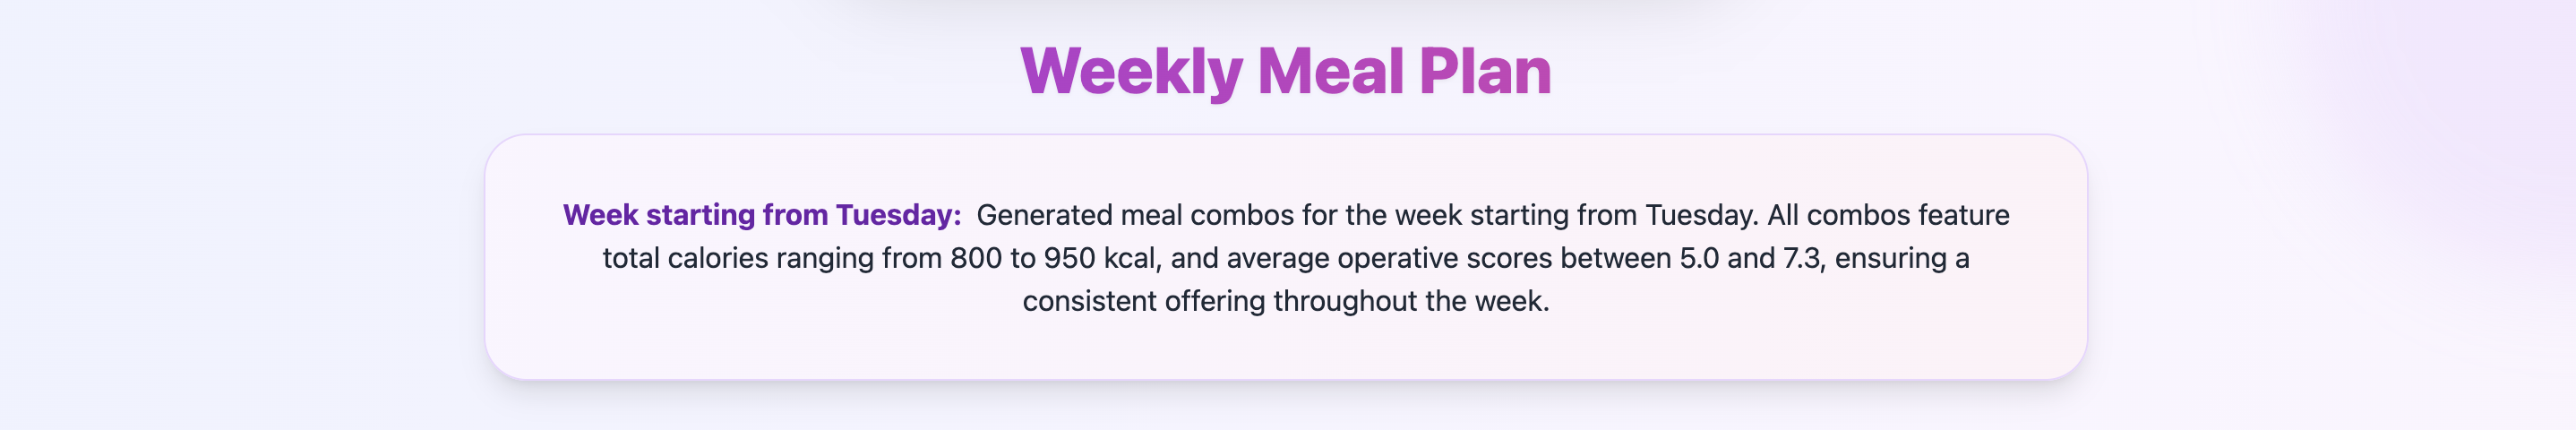 Weekly Meal Plan
Week starting from Tuesday: Generated meal combos for the week starting from Tuesday. All combos feature
total calories ranging from 800 to 950 kcal, and average operative scores between 5.0 and 7.3, ensuring a
consistent offering throughout the week.